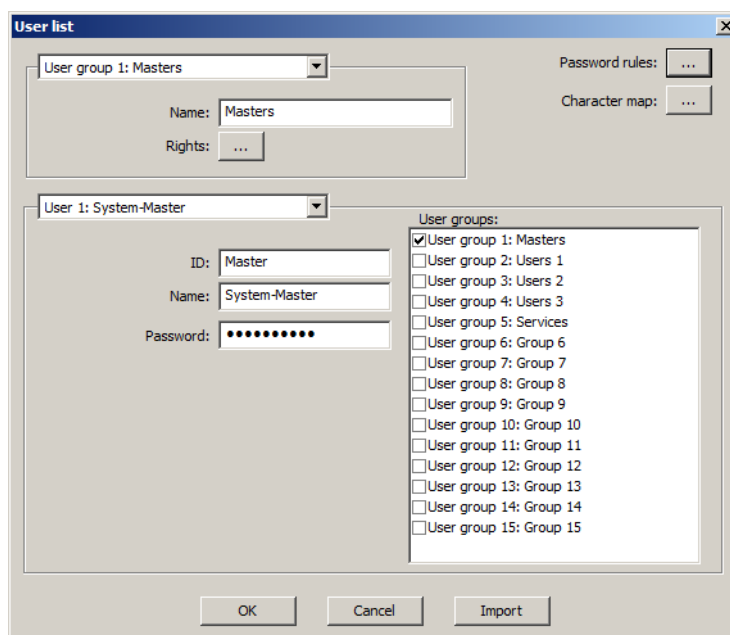 User list
User group 1: Masters
Password rules: ...
Name: Masters
Character map: ...
Rights: ...
User 1: System-Master
User groups:
User group 1: Masters
User group 2: Users 1
User group 3: Users 2
User group 4: Users 3
User group 5: Services
User group 6: Group 6
User group 7: Group 7
User group 8: Group 8
User group 9: Group 9
User group 10: Group 10
User group 11: Group 11
User group 12: Group 12
User group 13: Group 13
User group 14: Group 14
User group 15: Group 15
ID: Master
Name: System-Master
Password: ••••••••••
OK
Cancel
Import